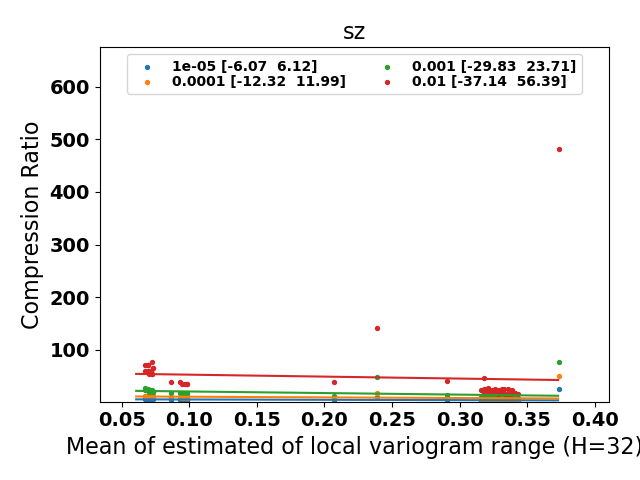 sz
1e-05 [-6.07  6.12]
0.0001 [-12.32  11.99]
0.001 [-29.83  23.71]
0.01 [-37.14  56.39]
Compression Ratio
600
500
400
300
200
100
0.05 0.10 0.15 0.20 0.25 0.30 0.35 0.40
Mean of estimated of local variogram range (H=32)